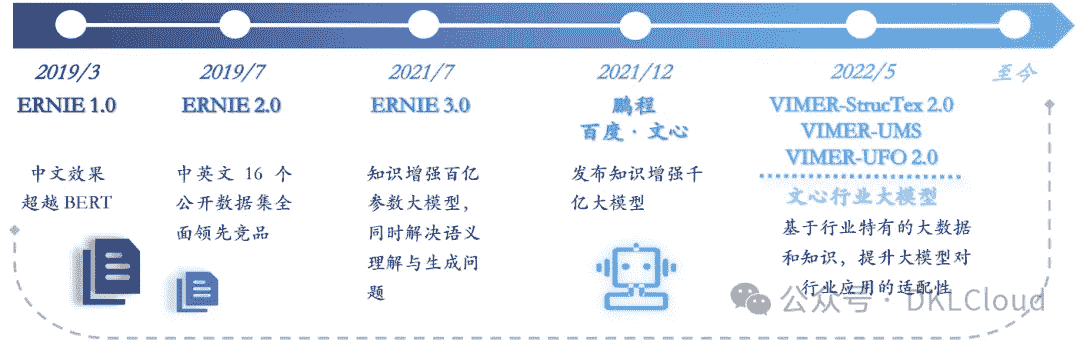 2019/3
ERNIE 1.0
中文效果
超越 BERT
2019/7
ERNIE 2.0
中英文 16 个
公开数据集全
面领先竞品
2021/7
ERNIE 3.0
知识增强百亿
参数大模型，
同时解决语义
理解与生成问
题
2021/12
鹏程
百度·文心
发布知识增强千
亿大模型
2022/5
VIMER-StrucTex 2.0
VIMER-UMS
VIMER-UFO 2.0
文心行业大模型
基于行业特有的大数据
和知识，提升大模型对
行业应用的适配性
至今
公众号·DKLCloud